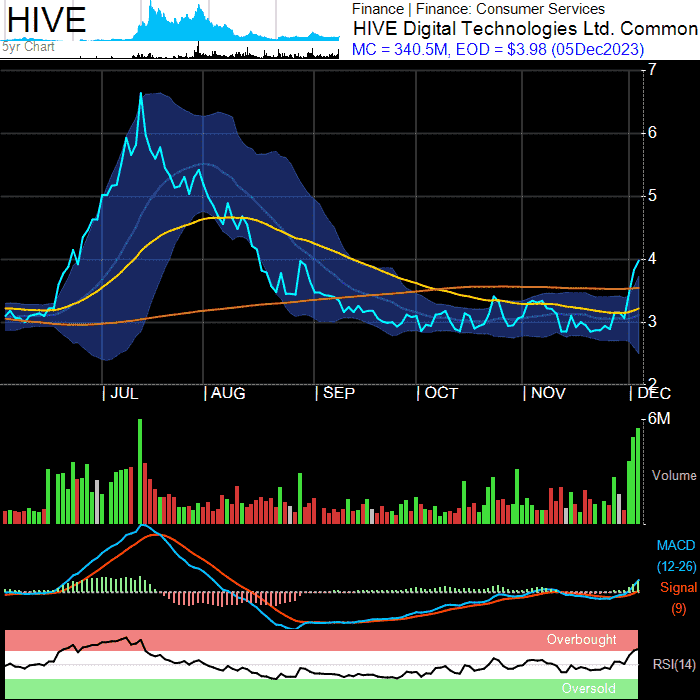 HIVE
5yr Chart
Finance | Finance: Consumer Services
HIVE Digital Technologies Ltd. Common
MC = 340.5M, EOD = $3.98 (05Dec2023)
7
6
5
4
3
2
JUL AUG SEP OCT NOV DEC
6M
Volume
MACD
(12-26)
Signal
(9)
Overbought
RSI(14)
Oversold